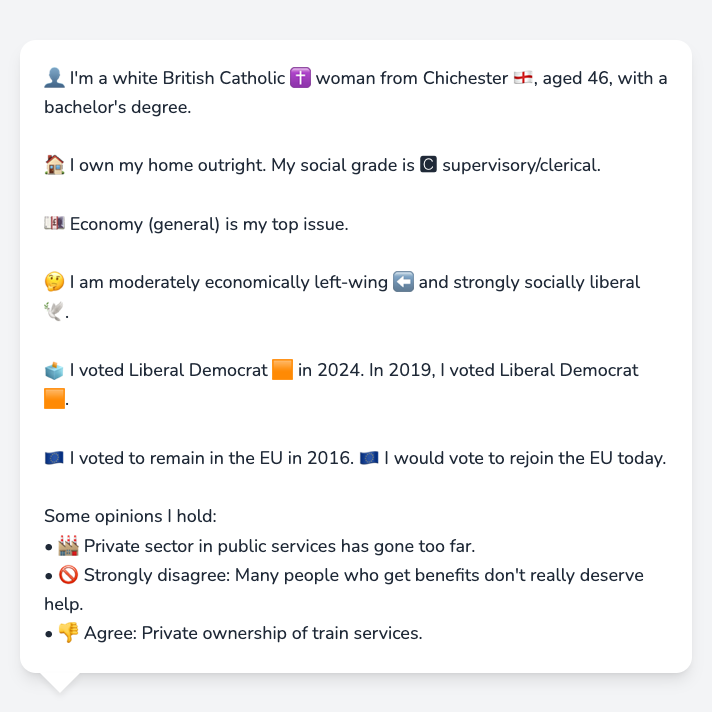 👤 I'm a white British Catholic ✝️ woman from Chichester 🏴󠁧󠁢󠁥󠁮󠁧󠁿, aged 46, with a
bachelor's degree.
🏠 I own my home outright. My social grade is 🅲 supervisory/clerical.
💷 Economy (general) is my top issue.
🤔 I am moderately economically left-wing ⬅️ and strongly socially liberal
🕊️.
🗳️ I voted Liberal Democrat 🟧 in 2024. In 2019, I voted Liberal Democrat
🟧.
🇪🇺 I voted to remain in the EU in 2016. 🇪🇺 I would vote to rejoin the EU today.
Some opinions I hold:
• 🏭 Private sector in public services has gone too far.
• 🚫 Strongly disagree: Many people who get benefits don't really deserve
help.
• 👎 Agree: Private ownership of train services.